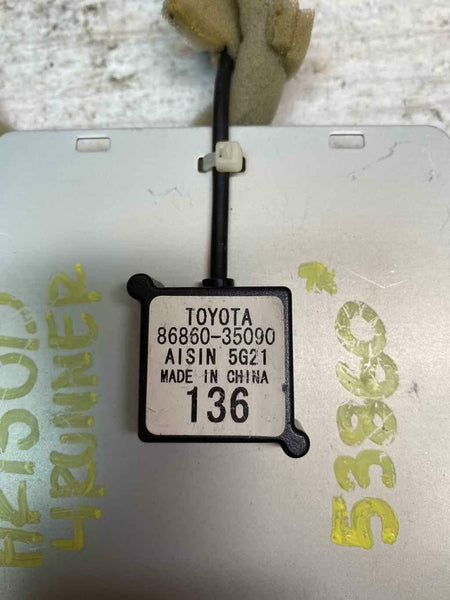 TOYOTA
86860-35090
AISIN 5G21
MADE IN CHINA
136
4RUNNER
53860